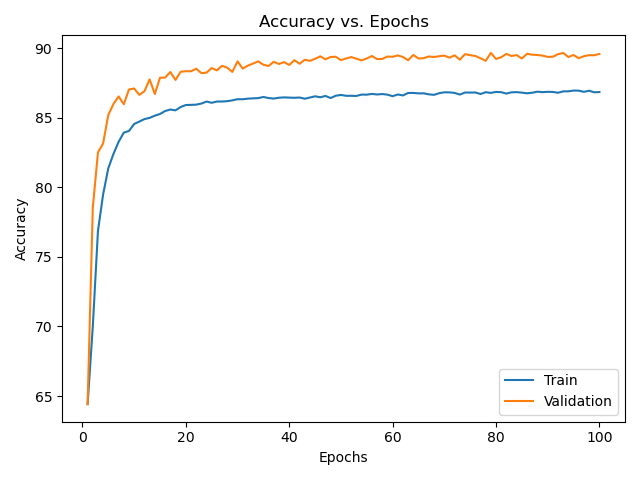 Accuracy vs. Epochs
90
85
80
75
70
65
Accuracy
0 20 40 60 80 100
Epochs
Train
Validation